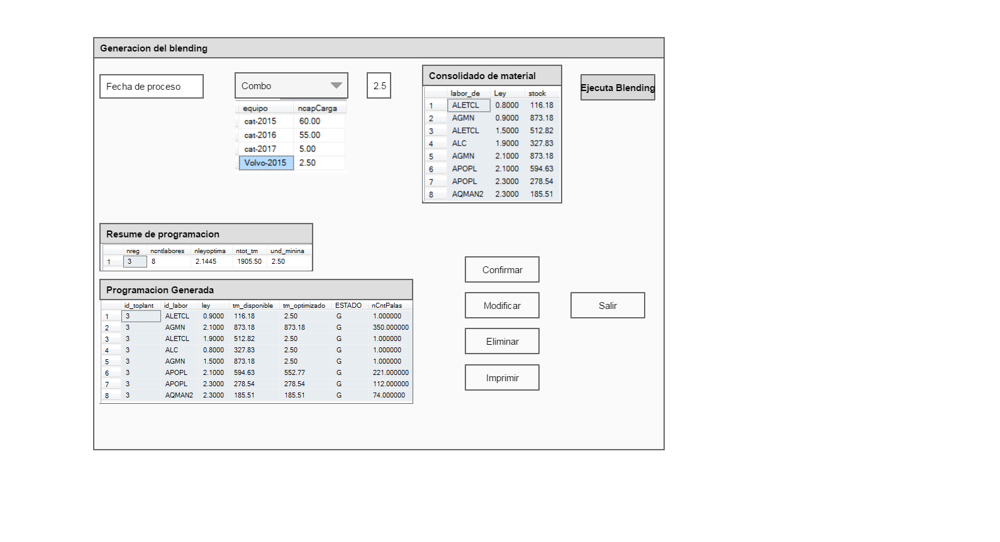 Generacion del blending
Fecha de proceso
Combo
2.5
equipo ncapCarga
cat-2015 60.00
cat-2016 55.00
cat-2017 5.00
Volvo-2015 2.50
Consolidado de material
labor_de Ley stock
1 ALETCL 0.8000 116.18
2 AGMN 0.9000 873.18
3 ALETCL 1.5000 512.82
4 ALC 1.9000 327.83
5 AGMN 2.1000 873.18
6 APOPL 2.1000 594.63
7 APOPL 2.3000 278.54
8 AQMAN2 2.3000 185.51
Ejecuta Blending
Resume de programacion
nreg ncntlabores nleyoptima ntot_tm und_minina
1 3 8 2.1445 1905.50 2.50
Programacion Generada
id_toplant id_labor ley tm_disponible tm_optimizado ESTADO nCntPalas
1 3 ALETCL 0.9000 116.18 2.50 G 1.000000
2 3 AGMN 2.1000 873.18 873.18 G 350.000000
3 3 ALETCL 1.9000 512.82 2.50 G 1.000000
4 3 ALC 0.8000 327.83 2.50 G 1.000000
5 3 AGMN 1.5000 873.18 2.50 G 1.000000
6 3 APOPL 2.1000 594.63 552.77 G 221.000000
7 3 APOPL 2.3000 278.54 278.54 G 112.000000
8 3 AQMAN2 2.3000 185.51 185.51 G 74.000000
Confirmar
Modificar
Salir
Eliminar
Imprimir